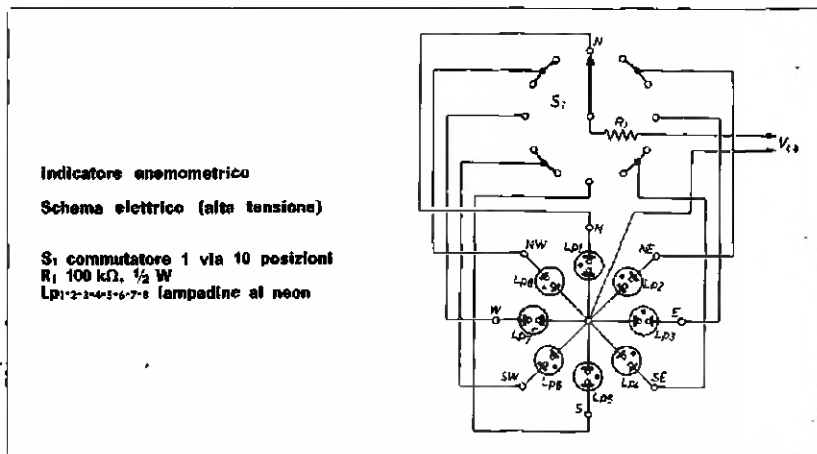 Indicatore anemometrico
Schema elettrico (alta tensione)
S1 commutatore 1 via 10 posizioni
R1 100 kΩ, ½ W
Lp1-2-3-4-5-6-7-8 lampadine al neon
N
S1
R1
N
Lp1
NW
NE
Lp8
Lp2
W
Lp7
Lp3
E
SW
Lp6
Lp4
SE
Lp5
S